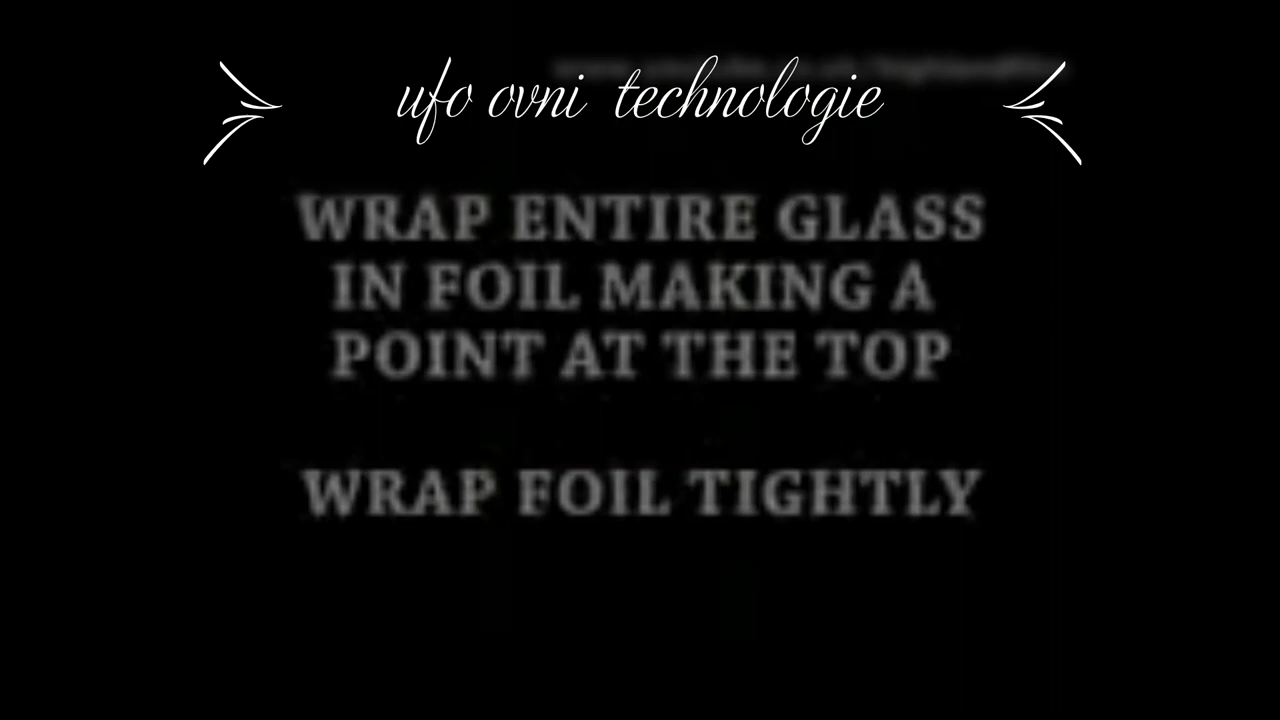 ufo ovni technologie
WRAP ENTIRE GLASS
IN FOIL MAKING A
POINT AT THE TOP
WRAP FOIL TIGHTLY